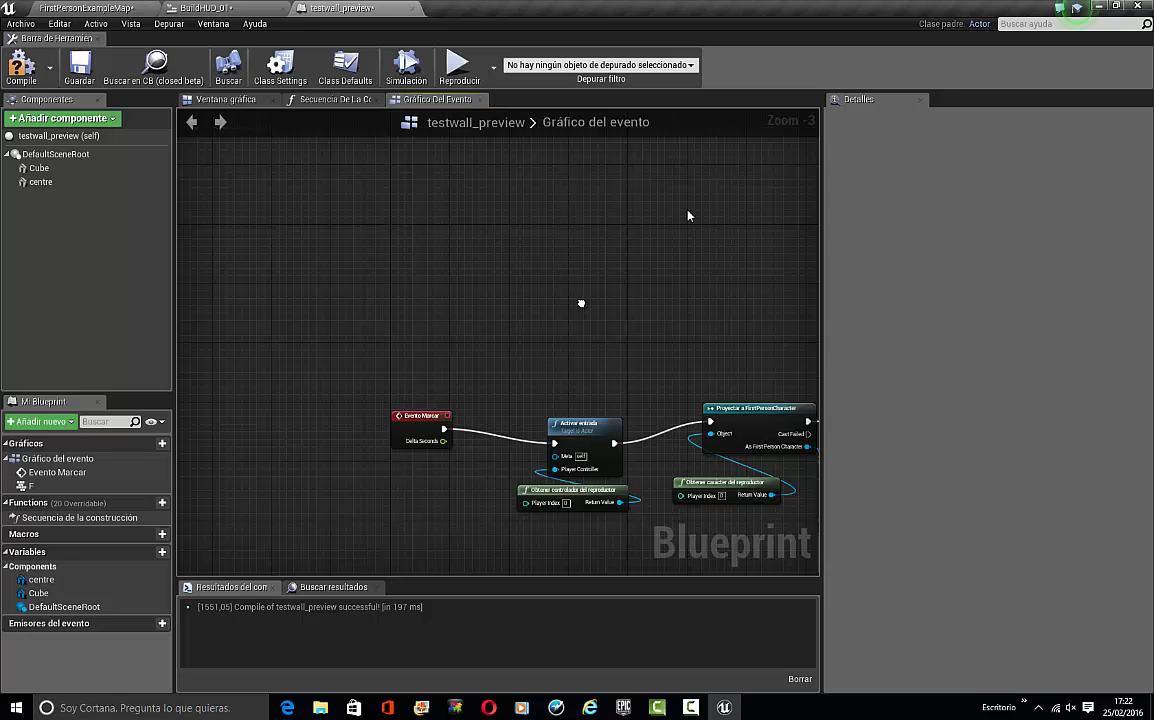 FirstPersonExampleMap*
BuildHUD_01*
testwall_preview*
Archivo Editar Activo Vista Depurar Ventana Ayuda
Clase padre: Actor Buscar ayuda
Barra de Herramien
Compile
Guardar
Buscar en CB (closed beta)
Buscar
Class Settings
Class Defaults
Simulación
Reproducir
No hay ningún objeto de depurado seleccionado
Depurar filtro
Componentes
Ventana gráfica
Secuencia De La Co
Gráfico Del Evento
Detalles
+Añadir componente
testwall_preview > Gráfico del evento
Zoom -3
testwall_preview (self)
DefaultSceneRoot
Cube
centre
Mi Blueprint
+Añadir nuevo
Buscar
Gráficos
Gráfico del evento
Evento Marcar
F
Functions (20 Overridable)
Secuencia de la construcción
Macros
Variables
Components
centre
Cube
DefaultSceneRoot
Emisores del evento
Evento Marcar
Delta Seconds
Activar entrada
Target is Actor
Meta self
Player Controller
Obtener controlador del reproductor
Player Index 0 Return Value
Proyectar a FirstPersonCharacter
Object
Cast Failed
As First Person Character
Obtener carácter del reproductor
Player Index 0 Return Value
Blueprint
Resultados del com
Buscar resultados
• [1551,05] Compile of testwall_preview successful! [in 197 ms]
Borrar
Soy Cortana. Pregunta lo que quieras.
Escritorio
17:22
25/02/2016